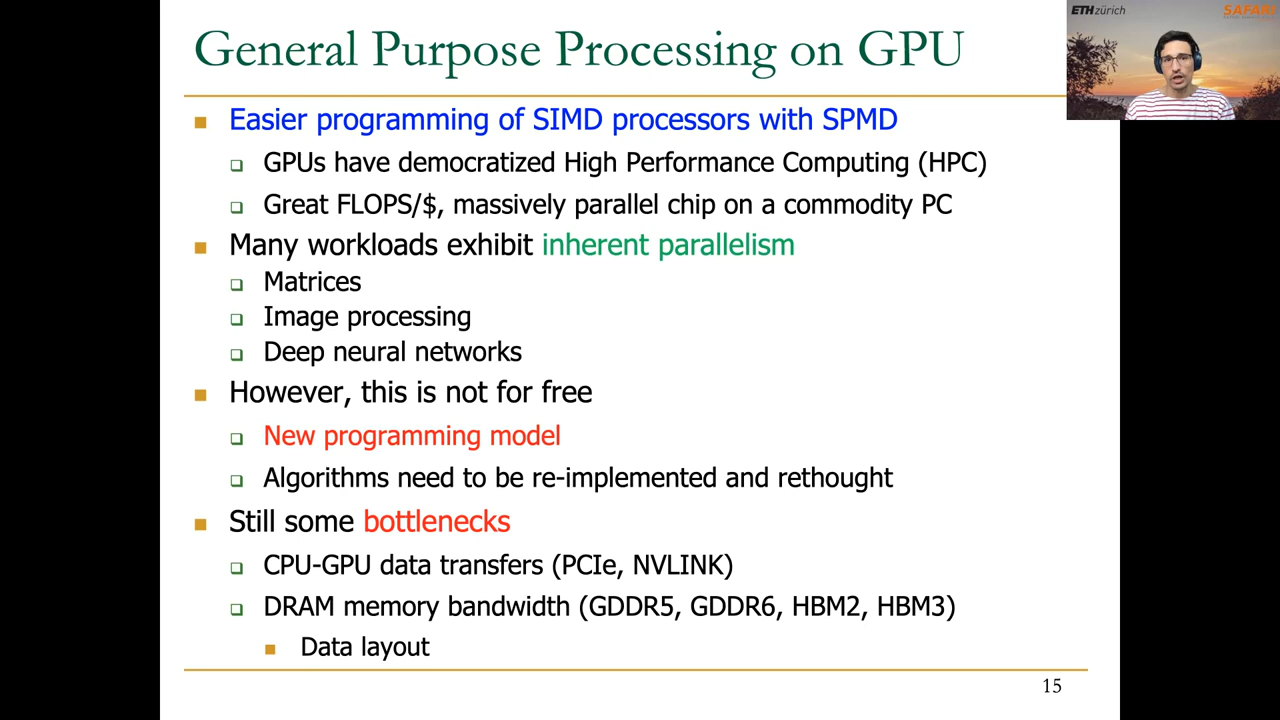 General Purpose Processing on GPU
ETHzürich
SAFARI
Easier programming of SIMD processors with SPMD
GPUs have democratized High Performance Computing (HPC)
Great FLOPS/$, massively parallel chip on a commodity PC
Many workloads exhibit inherent parallelism
Matrices
Image processing
Deep neural networks
However, this is not for free
New programming model
Algorithms need to be re-implemented and rethought
Still some bottlenecks
CPU-GPU data transfers (PCIe, NVLINK)
DRAM memory bandwidth (GDDR5, GDDR6, HBM2, HBM3)
Data layout
15